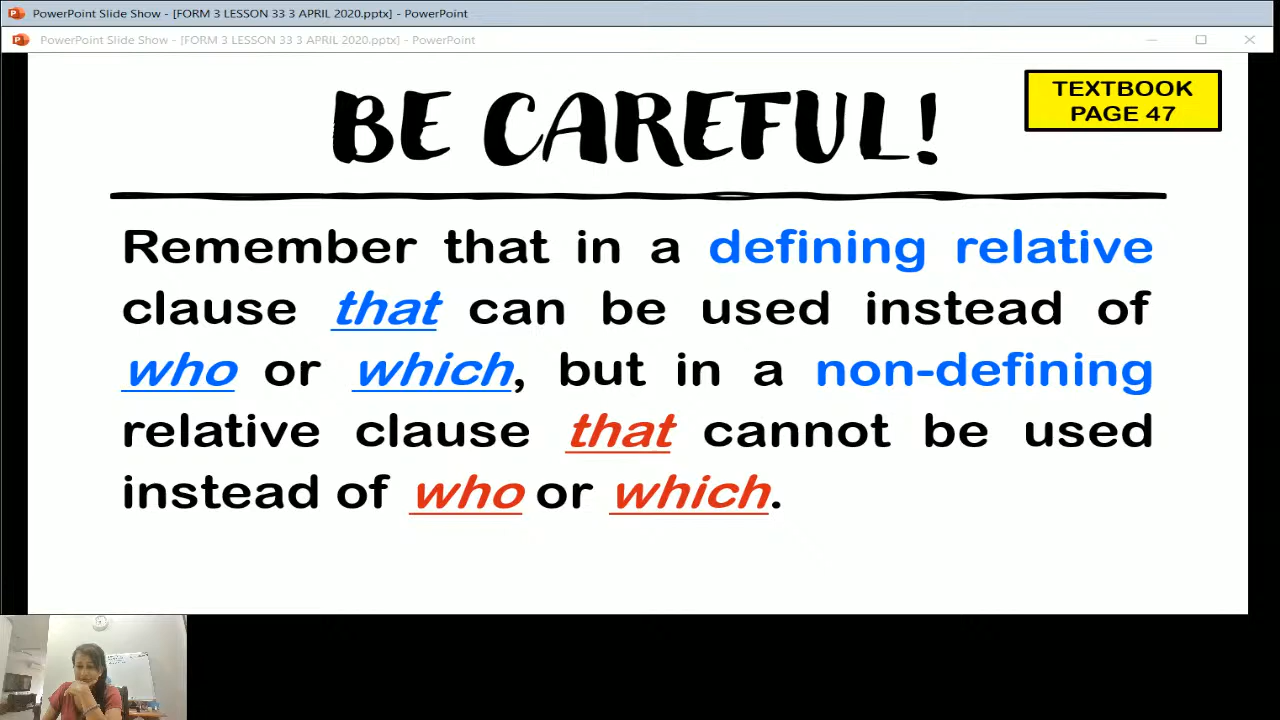 PowerPoint Slide Show - [FORM 3 LESSON 33 3 APRIL 2020.pptx] - PowerPoint
PowerPoint Slide Show - [FORM 3 LESSON 33 3 APRIL 2020.pptx] - PowerPoint
BE CAREFUL!
TEXTBOOK
PAGE 47
Remember that in a defining relative
clause that can be used instead of
who or which, but in a non-defining
relative clause that cannot be used
instead of who or which.